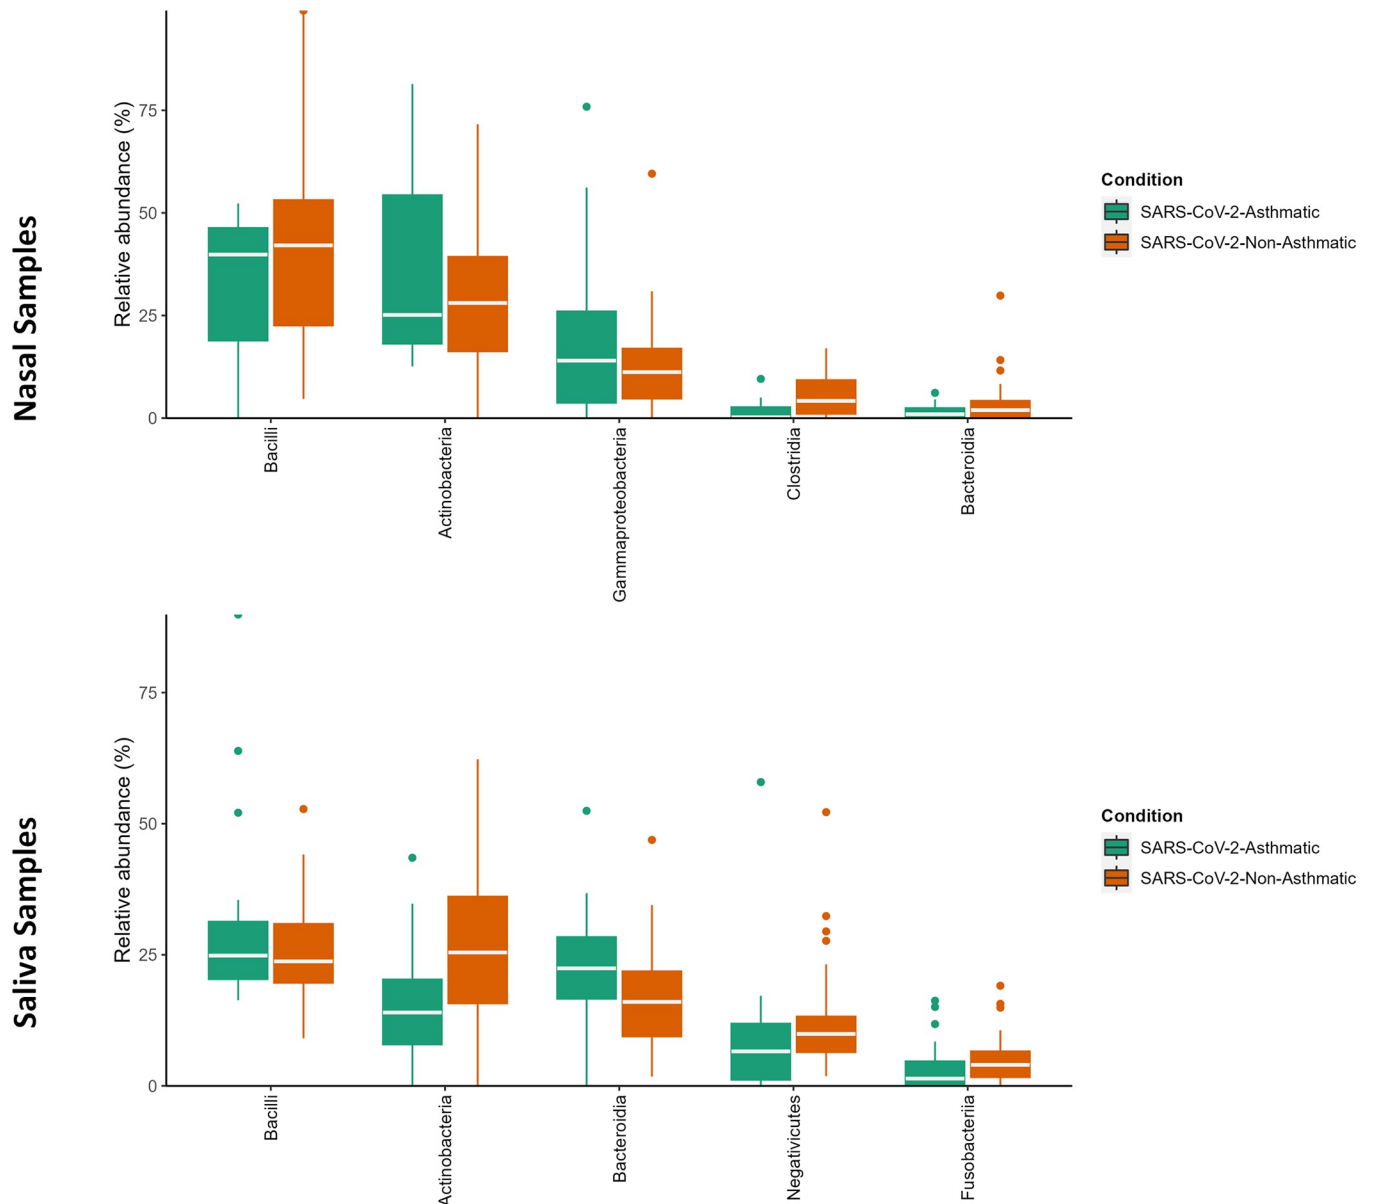 Nasal Samples
Relative abundance (%)
75
50
25
0
Bacilli
Actinobacteria
Gammaproteobacteria
Clostridia
Bacteroidia
Condition
SARS-CoV-2-Asthmatic
SARS-CoV-2-Non-Asthmatic
Saliva Samples
Relative abundance (%)
75
50
25
0
Bacilli
Actinobacteria
Bacteroidia
Negativicutes
Fusobacteriia
Condition
SARS-CoV-2-Asthmatic
SARS-CoV-2-Non-Asthmatic